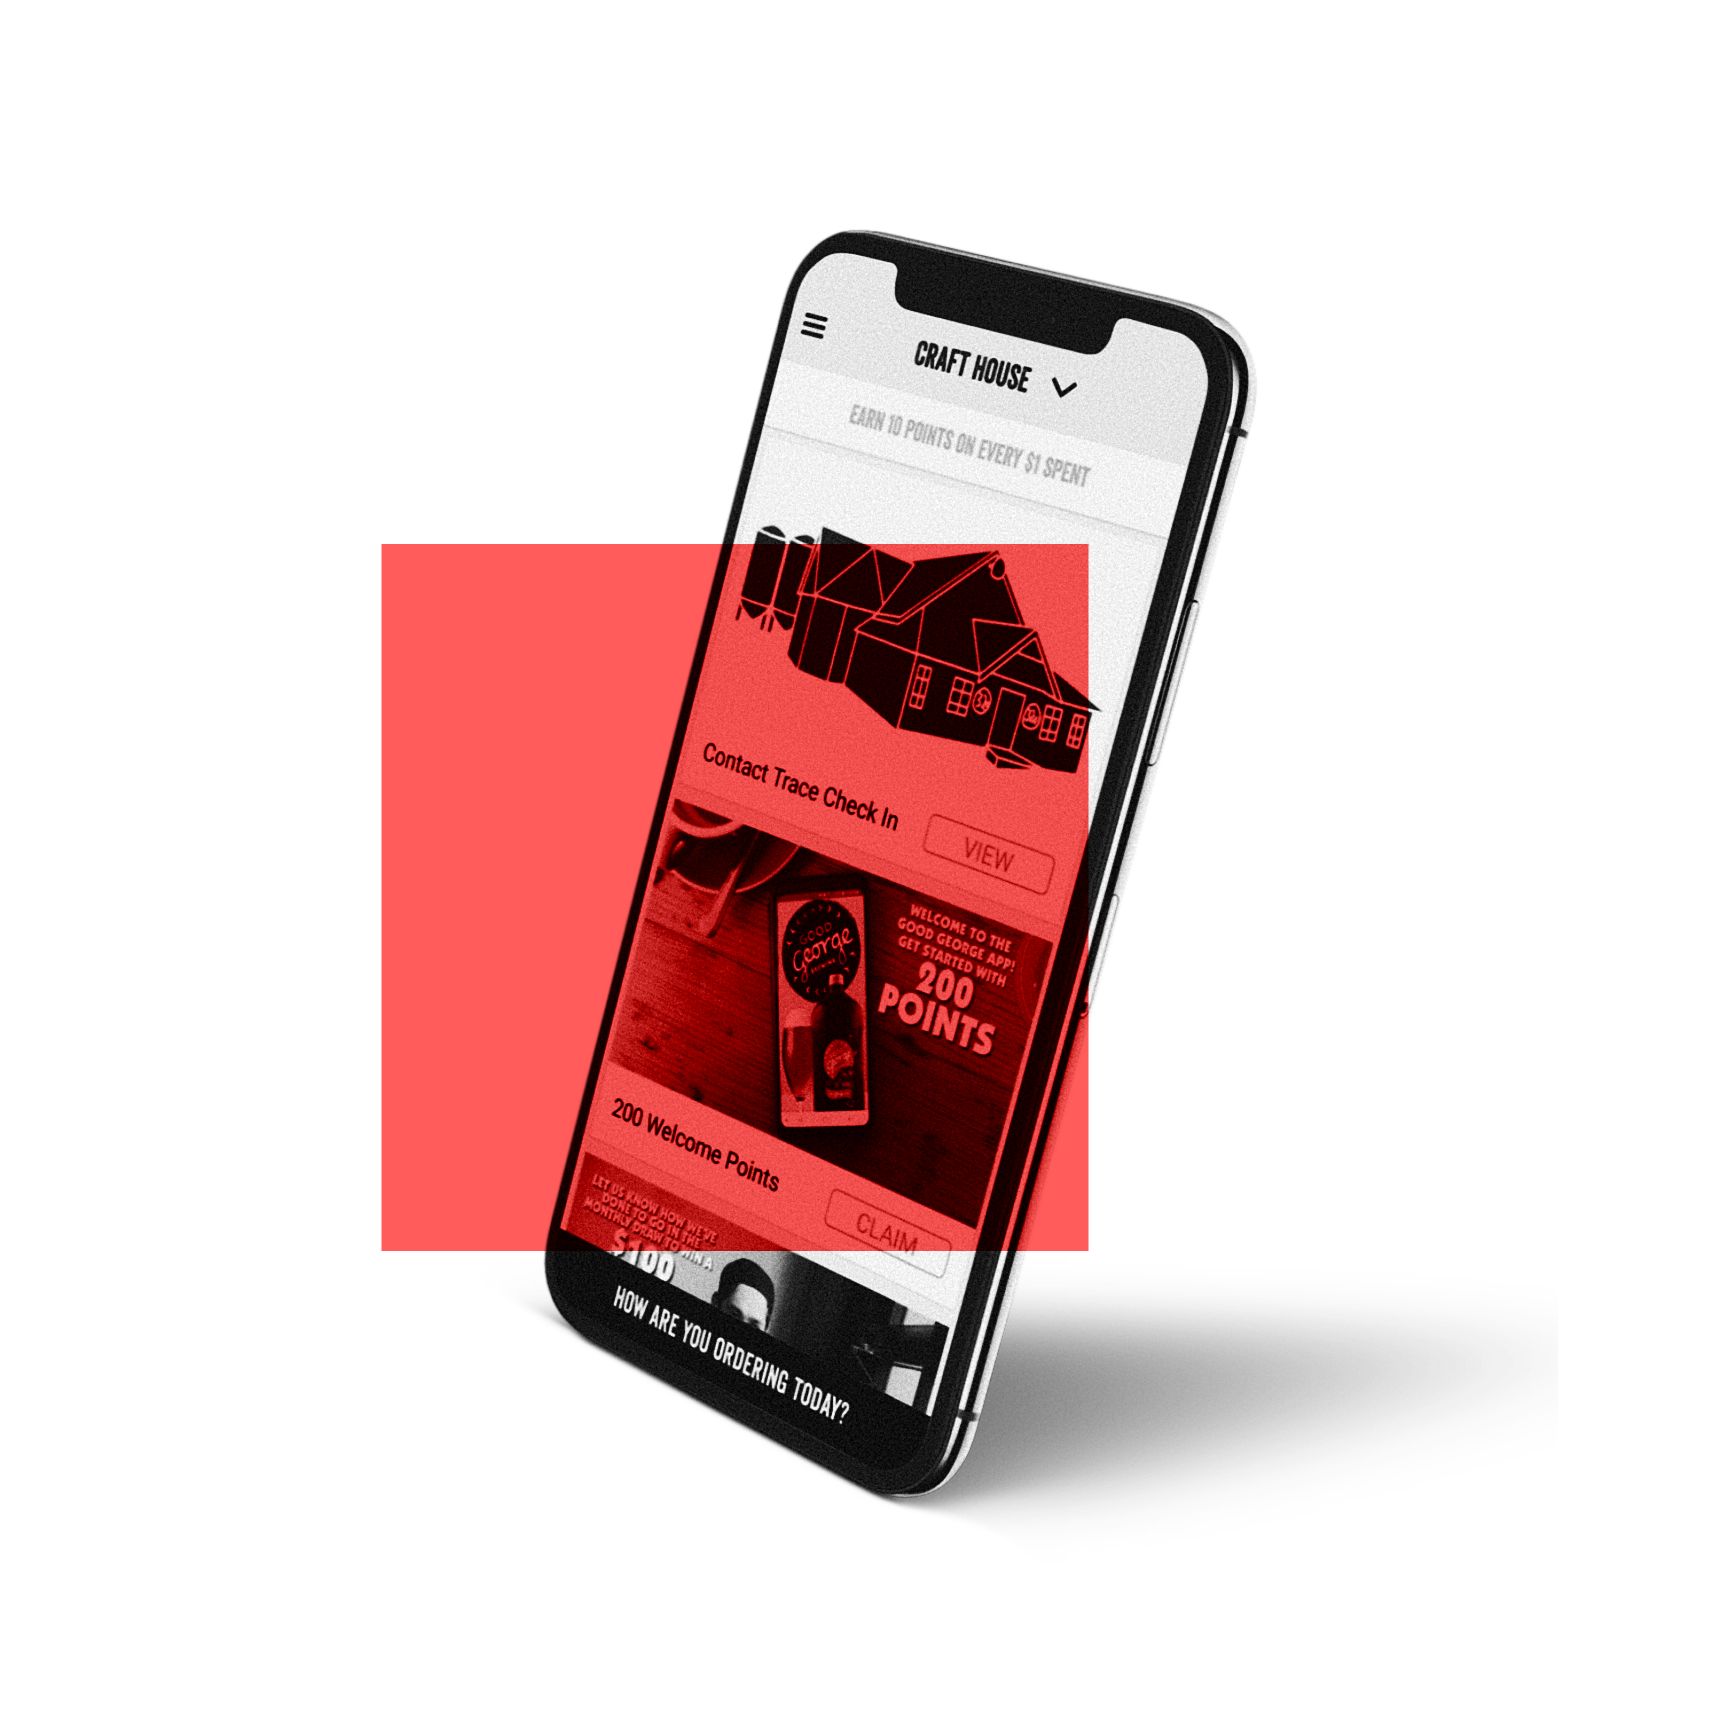 CRAFT HOUSE
EARN 10 POINTS ON EVERY $1 SPENT
Contact Trace Check In
VIEW
GOOD
George
BREWING
WELCOME TO THE
GOOD GEORGE APP!
GET STARTED WITH
200
POINTS
200 Welcome Points
CLAIM
LET US KNOW HOW WE'VE
DONE TO GO IN THE
MONTHLY DRAW TO WIN A
$100
HOW ARE YOU ORDERING TODAY?